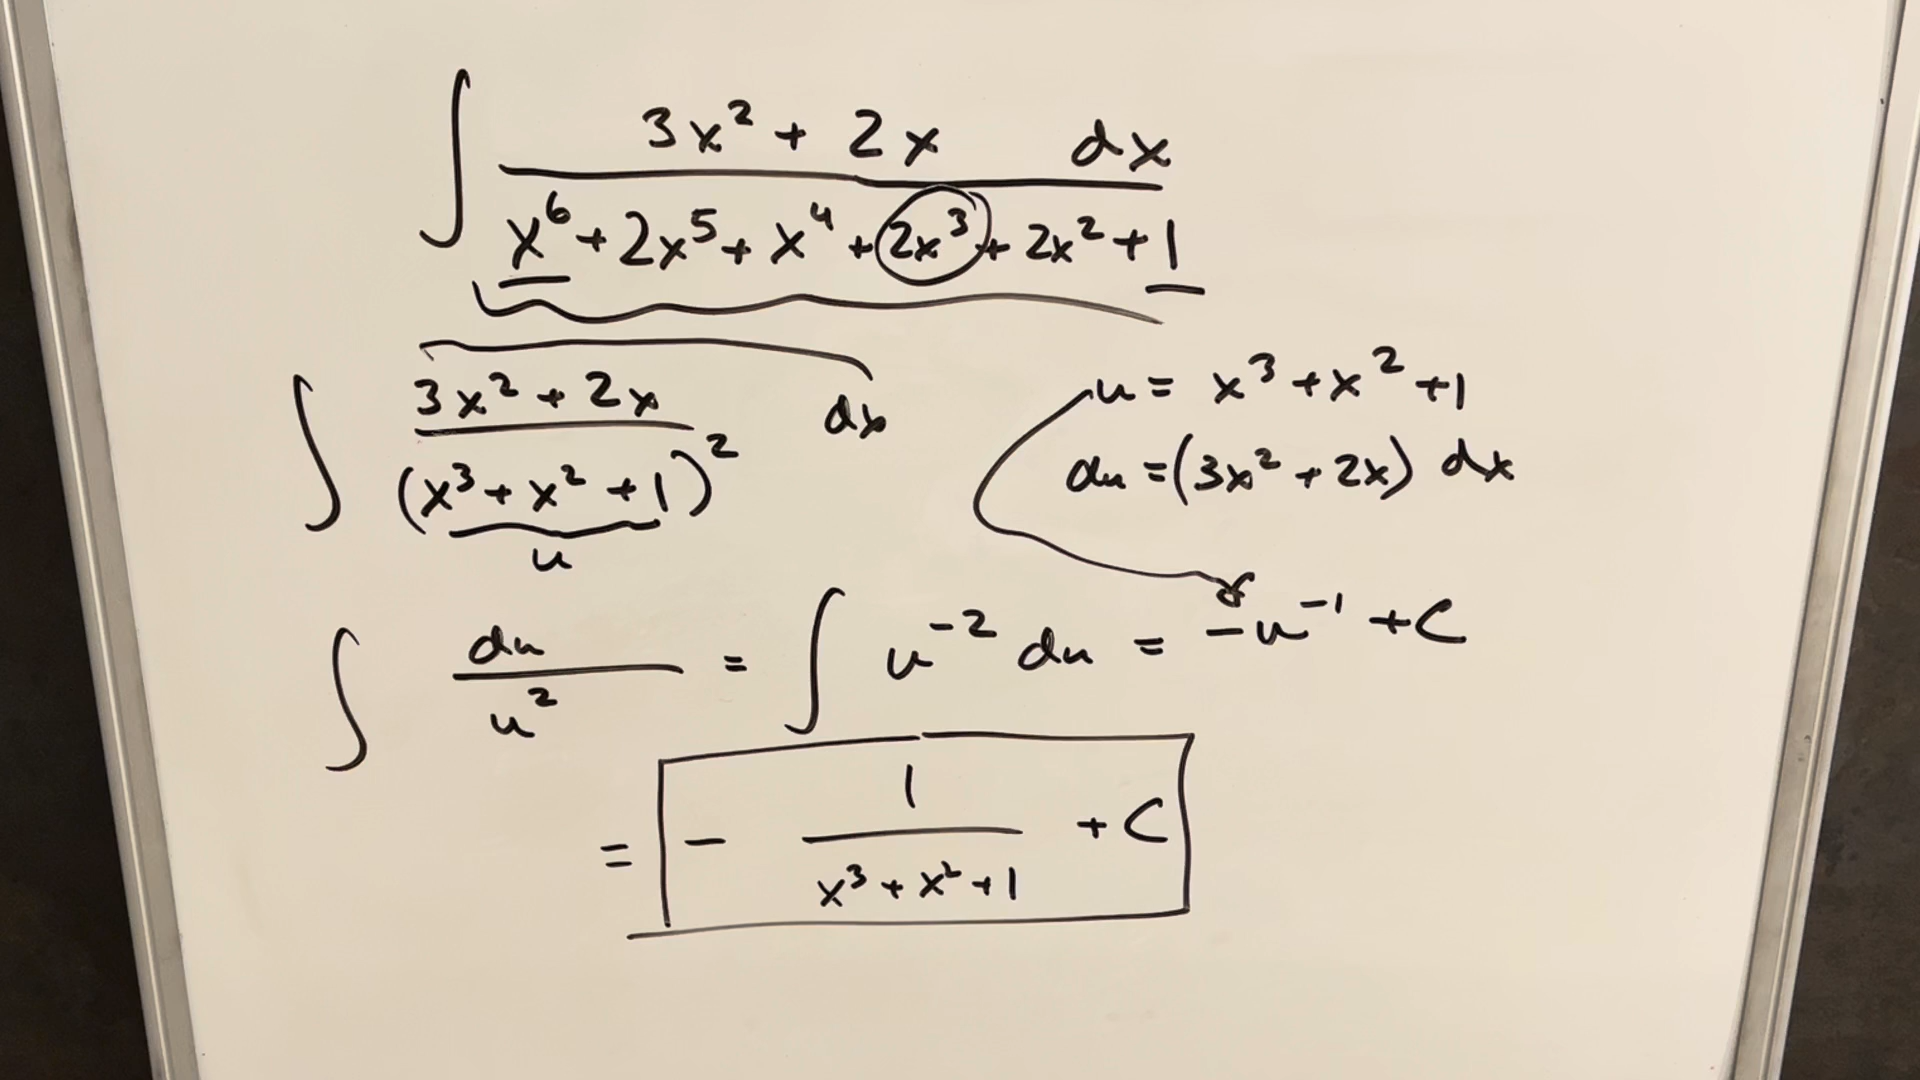 ∫ (3x² + 2x dx)/(x⁶ + 2x⁵ + x⁴ + 2x³ + 2x² + 1)
∫ (3x² + 2x)/(x³ + x² + 1)² dx
u
u = x³ + x² + 1
du = (3x² + 2x) dx
∫ du/u² = ∫ u⁻² du = -u⁻¹ + C
= - 1/(x³ + x² + 1) + C